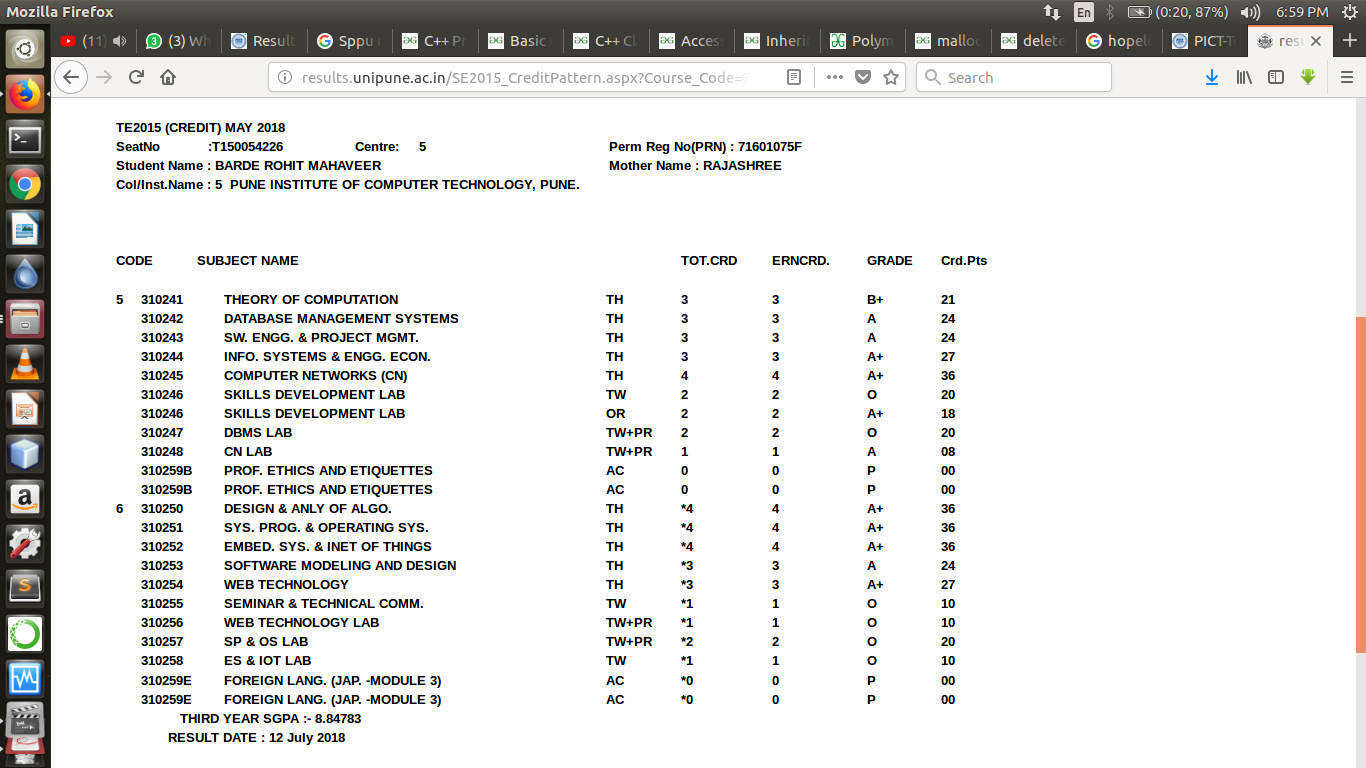 Mozilla Firefox En (0:20, 87%) 6:59 PM
(11) (3) Wh Result Sppu C++ Pr Basic C++ Cl Acces Inheri Polym malloc delete hopel PICT-T res
results.unipune.ac.in/SE2015_CreditPattern.aspx?Course_Code= Search
TE2015 (CREDIT) MAY 2018
SeatNo :T150054226 Centre: 5 Perm Reg No(PRN) : 71601075F
Student Name : BARDE ROHIT MAHAVEER Mother Name : RAJASHREE
Col/Inst.Name : 5 PUNE INSTITUTE OF COMPUTER TECHNOLOGY, PUNE.
CODE SUBJECT NAME TOT.CRD ERNCRD. GRADE Crd.Pts
5 310241 THEORY OF COMPUTATION TH 3 3 B+ 21
310242 DATABASE MANAGEMENT SYSTEMS TH 3 3 A 24
310243 SW. ENGG. & PROJECT MGMT. TH 3 3 A 24
310244 INFO. SYSTEMS & ENGG. ECON. TH 3 3 A+ 27
310245 COMPUTER NETWORKS (CN) TH 4 4 A+ 36
310246 SKILLS DEVELOPMENT LAB TW 2 2 O 20
310246 SKILLS DEVELOPMENT LAB OR 2 2 A+ 18
310247 DBMS LAB TW+PR 2 2 O 20
310248 CN LAB TW+PR 1 1 A 08
310259B PROF. ETHICS AND ETIQUETTES AC 0 0 P 00
310259B PROF. ETHICS AND ETIQUETTES AC 0 0 P 00
6 310250 DESIGN & ANLY OF ALGO. TH *4 4 A+ 36
310251 SYS. PROG. & OPERATING SYS. TH *4 4 A+ 36
310252 EMBED. SYS. & INET OF THINGS TH *4 4 A+ 36
310253 SOFTWARE MODELING AND DESIGN TH *3 3 A 24
310254 WEB TECHNOLOGY TH *3 3 A+ 27
310255 SEMINAR & TECHNICAL COMM. TW *1 1 O 10
310256 WEB TECHNOLOGY LAB TW+PR *1 1 O 10
310257 SP & OS LAB TW+PR *2 2 O 20
310258 ES & IOT LAB TW *1 1 O 10
310259E FOREIGN LANG. (JAP. -MODULE 3) AC *0 0 P 00
310259E FOREIGN LANG. (JAP. -MODULE 3) AC *0 0 P 00
THIRD YEAR SGPA :- 8.84783
RESULT DATE : 12 July 2018